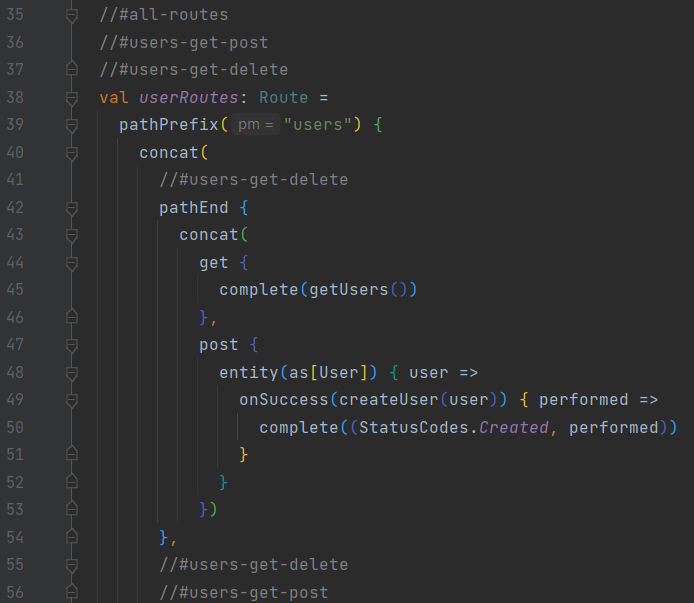 35 //#all-routes
36 //#users-get-post
37 //#users-get-delete
38 val userRoutes: Route =
39 pathPrefix( pm = "users") {
40 concat(
41 //#users-get-delete
42 pathEnd {
43 concat(
44 get {
45 complete(getUsers())
46 },
47 post {
48 entity(as[User]) { user =>
49 onSuccess(createUser(user)) { performed =>
50 complete((StatusCodes.Created, performed))
51 }
52 }
53 })
54 },
55 //#users-get-delete
56 //#users-get-post